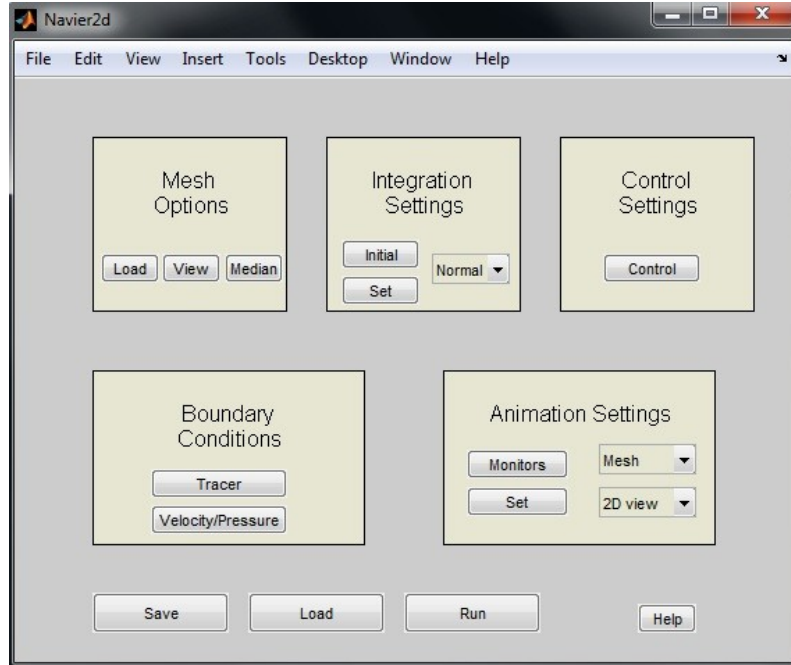 Navier2d
File Edit View Insert Tools Desktop Window Help
Mesh
Options
Load View Median
Integration
Settings
Initial
Set
Normal
Control
Settings
Control
Boundary
Conditions
Tracer
Velocity/Pressure
Animation Settings
Monitors
Mesh
Set
2D view
Save Load Run Help